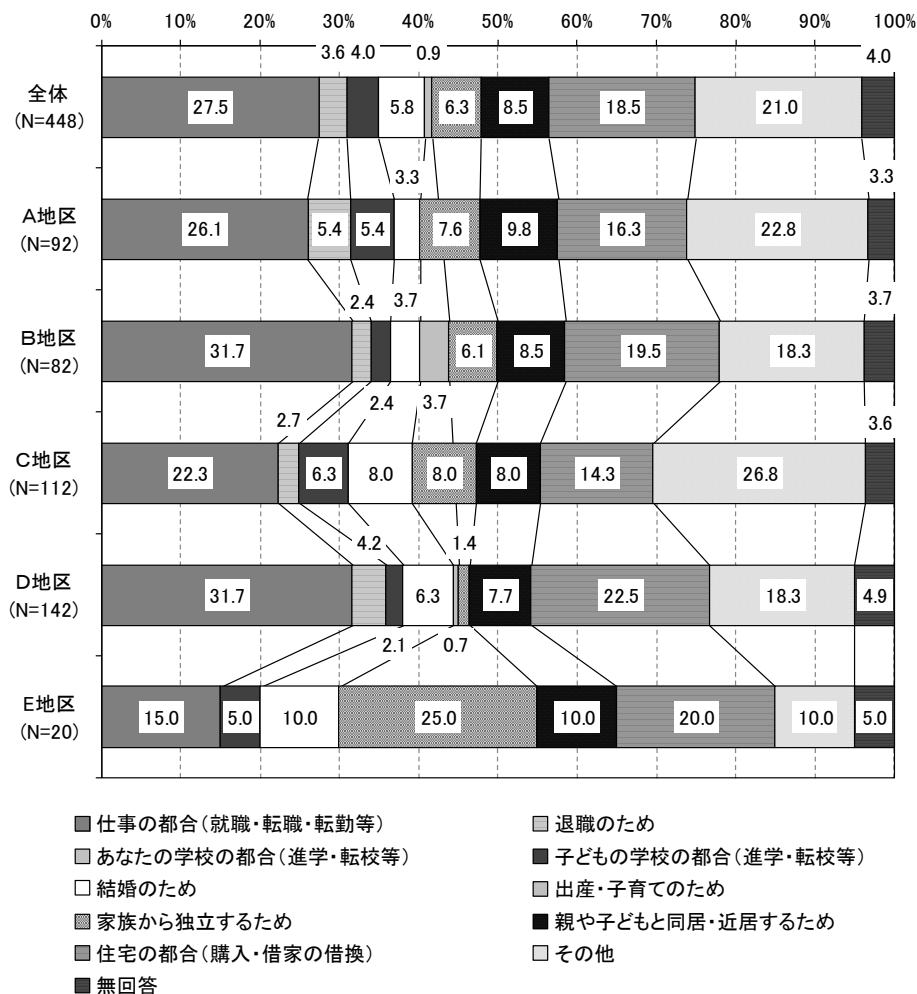 0% 10% 20% 30% 40% 50% 60% 70% 80% 90% 100%
3.6 4.0 0.9 4.0
全体
(N=448)
27.5 5.8 6.3 8.5 18.5 21.0
3.3 3.3
A地区
(N=92)
26.1 5.4 5.4 7.6 9.8 16.3 22.8
2.4 3.7 3.7
B地区
(N=82)
31.7 6.1 8.5 19.5 18.3
2.7 2.4 3.7 3.6
C地区
(N=112)
22.3 6.3 8.0 8.0 8.0 14.3 26.8
4.2 1.4
D地区
(N=142)
31.7 6.3 7.7 22.5 18.3 4.9
2.1 0.7
E地区
(N=20)
15.0 5.0 10.0 25.0 10.0 20.0 10.0 5.0
仕事の都合(就職・転職・転勤等) 退職のため
あなたの学校の都合(進学・転校等) 子どもの学校の都合(進学・転校等)
結婚のため 出産・子育てのため
家族から独立するため 親や子どもと同居・近居するため
住宅の都合(購入・借家の借換) その他
無回答